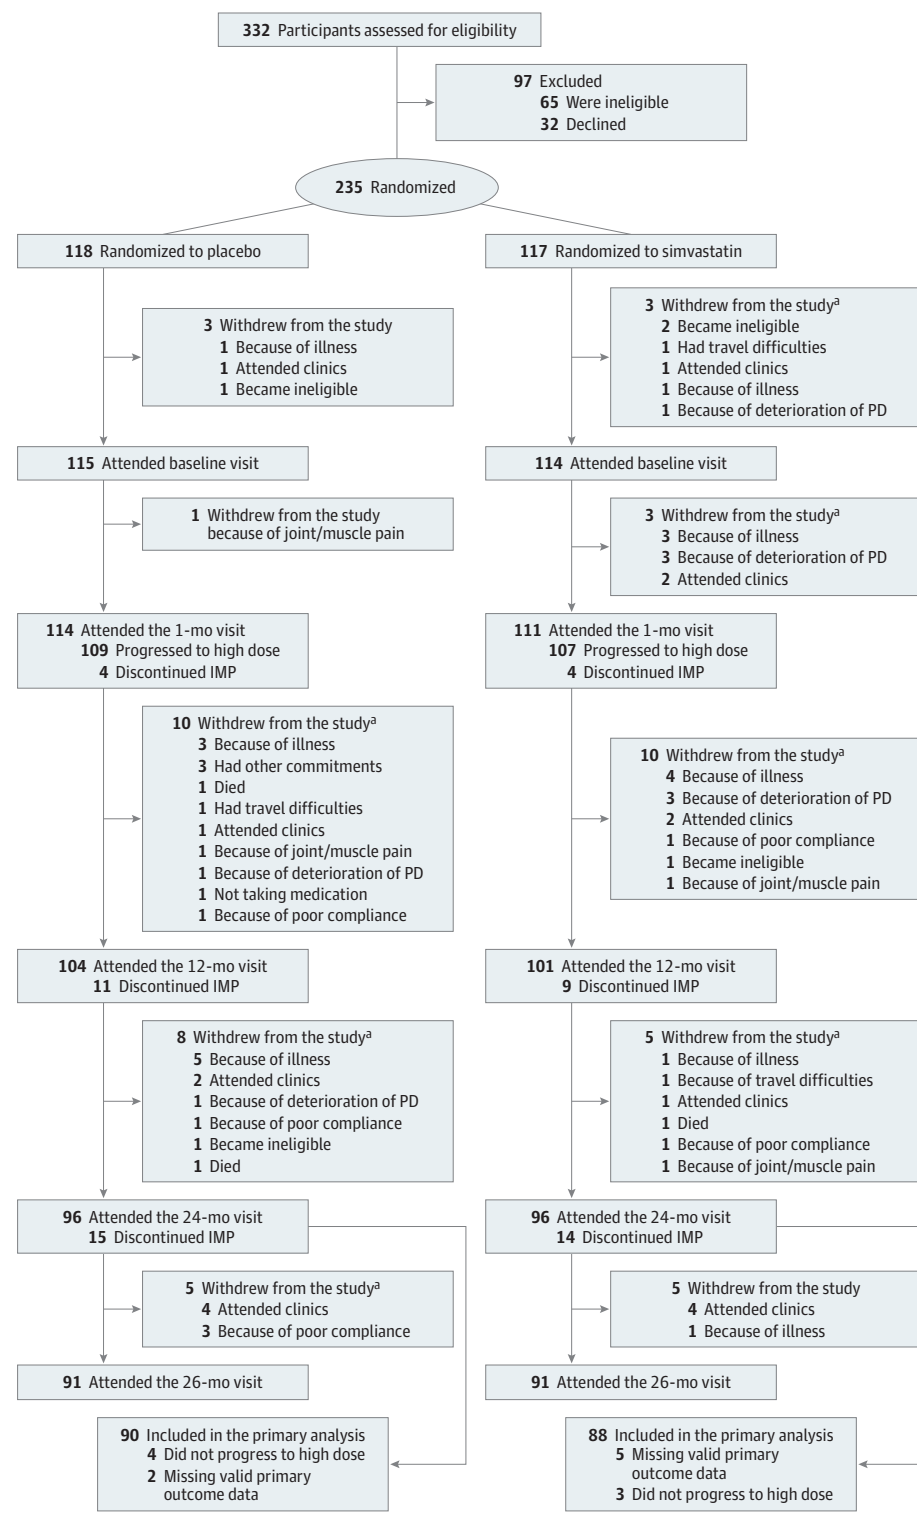 332 Participants assessed for eligibility
97 Excluded
65 Were ineligible
32 Declined
235 Randomized
118 Randomized to placebo
3 Withdrew from the study
1 Because of illness
1 Attended clinics
1 Became ineligible
115 Attended baseline visit
1 Withdrew from the study
because of joint/muscle pain
114 Attended the 1-mo visit
109 Progressed to high dose
4 Discontinued IMP
10 Withdrew from the studyᵃ
3 Because of illness
3 Had other commitments
1 Died
1 Had travel difficulties
1 Attended clinics
1 Because of joint/muscle pain
1 Because of deterioration of PD
1 Not taking medication
1 Because of poor compliance
104 Attended the 12-mo visit
11 Discontinued IMP
8 Withdrew from the studyᵃ
5 Because of illness
2 Attended clinics
1 Because of deterioration of PD
1 Because of poor compliance
1 Became ineligible
1 Died
96 Attended the 24-mo visit
15 Discontinued IMP
5 Withdrew from the studyᵃ
4 Attended clinics
3 Because of poor compliance
91 Attended the 26-mo visit
90 Included in the primary analysis
4 Did not progress to high dose
2 Missing valid primary
outcome data
117 Randomized to simvastatin
3 Withdrew from the studyᵃ
2 Became ineligible
1 Had travel difficulties
1 Attended clinics
1 Because of illness
1 Because of deterioration of PD
114 Attended baseline visit
3 Withdrew from the studyᵃ
3 Because of illness
3 Because of deterioration of PD
2 Attended clinics
111 Attended the 1-mo visit
107 Progressed to high dose
4 Discontinued IMP
10 Withdrew from the studyᵃ
4 Because of illness
3 Because of deterioration of PD
2 Attended clinics
1 Because of poor compliance
1 Became ineligible
1 Because of joint/muscle pain
101 Attended the 12-mo visit
9 Discontinued IMP
5 Withdrew from the studyᵃ
1 Because of illness
1 Because of travel difficulties
1 Attended clinics
1 Died
1 Because of poor compliance
1 Because of joint/muscle pain
96 Attended the 24-mo visit
14 Discontinued IMP
5 Withdrew from the study
4 Attended clinics
1 Because of illness
91 Attended the 26-mo visit
88 Included in the primary analysis
5 Missing valid primary
outcome data
3 Did not progress to high dose